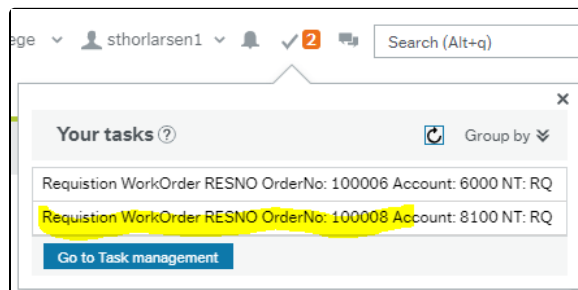 ege sthorlarsen1 2 Search (Alt+q)
Your tasks ? Group by
Requistion WorkOrder RESNO OrderNo: 100006 Account: 6000 NT: RQ
Requistion WorkOrder RESNO OrderNo: 100008 Account: 8100 NT: RQ
Go to Task management